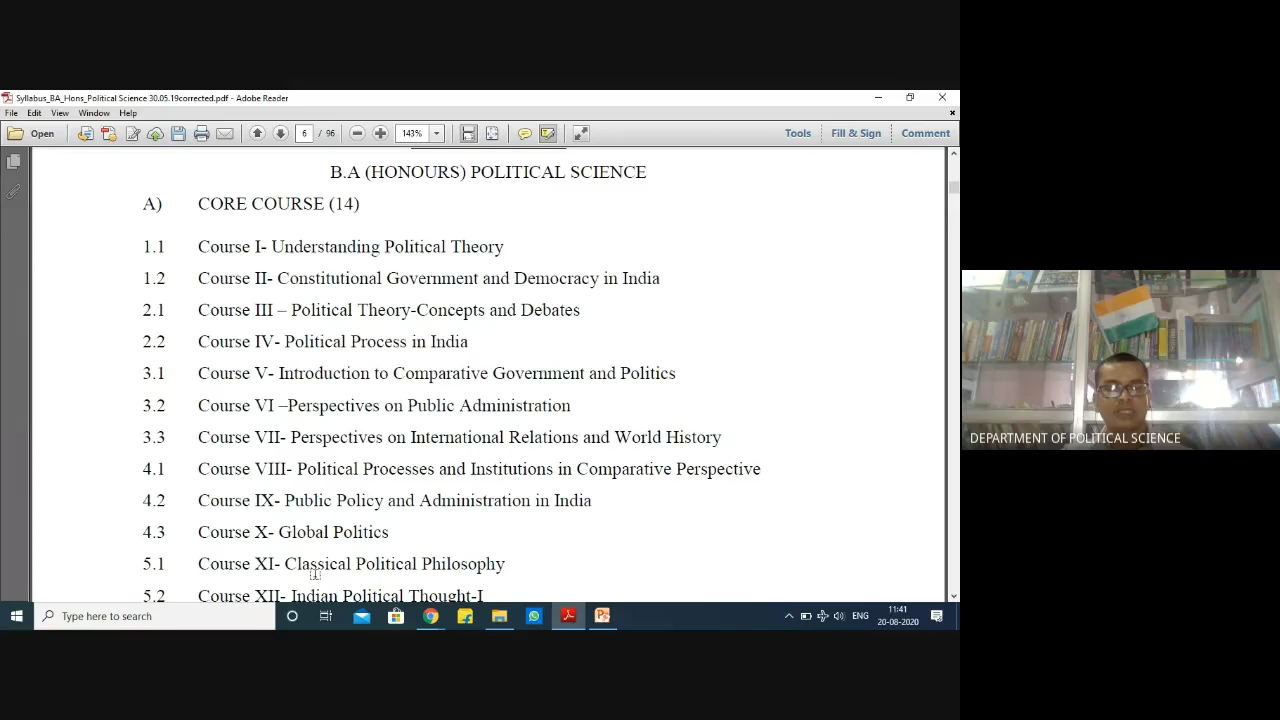 Syllabus_BA_Hons_Political Science 30.05.19corrected.pdf - Adobe Reader
File Edit View Window Help
Open 6 / 96 143% Tools Fill & Sign Comment
B.A (HONOURS) POLITICAL SCIENCE
A) CORE COURSE (14)
1.1 Course I- Understanding Political Theory
1.2 Course II- Constitutional Government and Democracy in India
2.1 Course III – Political Theory-Concepts and Debates
2.2 Course IV- Political Process in India
3.1 Course V- Introduction to Comparative Government and Politics
3.2 Course VI –Perspectives on Public Administration
3.3 Course VII- Perspectives on International Relations and World History
4.1 Course VIII- Political Processes and Institutions in Comparative Perspective
4.2 Course IX- Public Policy and Administration in India
4.3 Course X- Global Politics
5.1 Course XI- Classical Political Philosophy
5.2 Course XII- Indian Political Thought-I
Type here to search
ENG
11:41
20-08-2020
DEPARTMENT OF POLITICAL SCIENCE